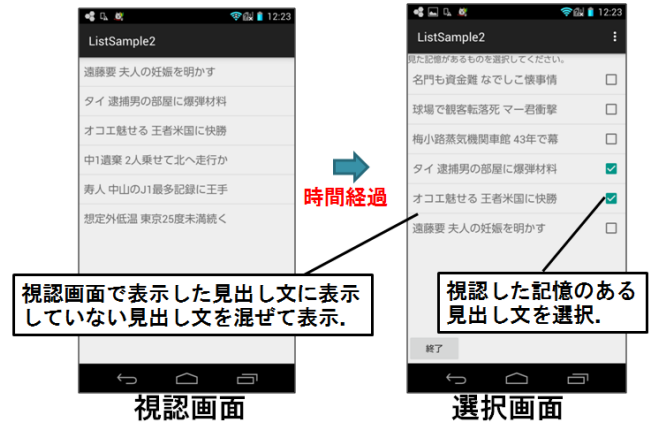 12:23
ListSample2
遠藤要 夫人の妊娠を明かす
タイ 逮捕男の部屋に爆弾材料
オコエ魅せる 王者米国に快勝
中1遺棄 2人乗せて北へ走行か
寿人 中山のJ1最多記録に王手
想定外低温 東京25度未満続く
視認画面で表示した見出し文に表示
していない見出し文を混ぜて表示.
視認画面
時間経過
12:23
ListSample2
見た記憶があるものを選択してください。
名門も資金難 なでしこ懐事情
球場で観客転落死 マー君衝撃
梅小路蒸気機関車館 43年で幕
タイ 逮捕男の部屋に爆弾材料
オコエ魅せる 王者米国に快勝
遠藤要 夫人の妊娠を明かす
視認した記憶のある
見出し文を選択.
終了
選択画面